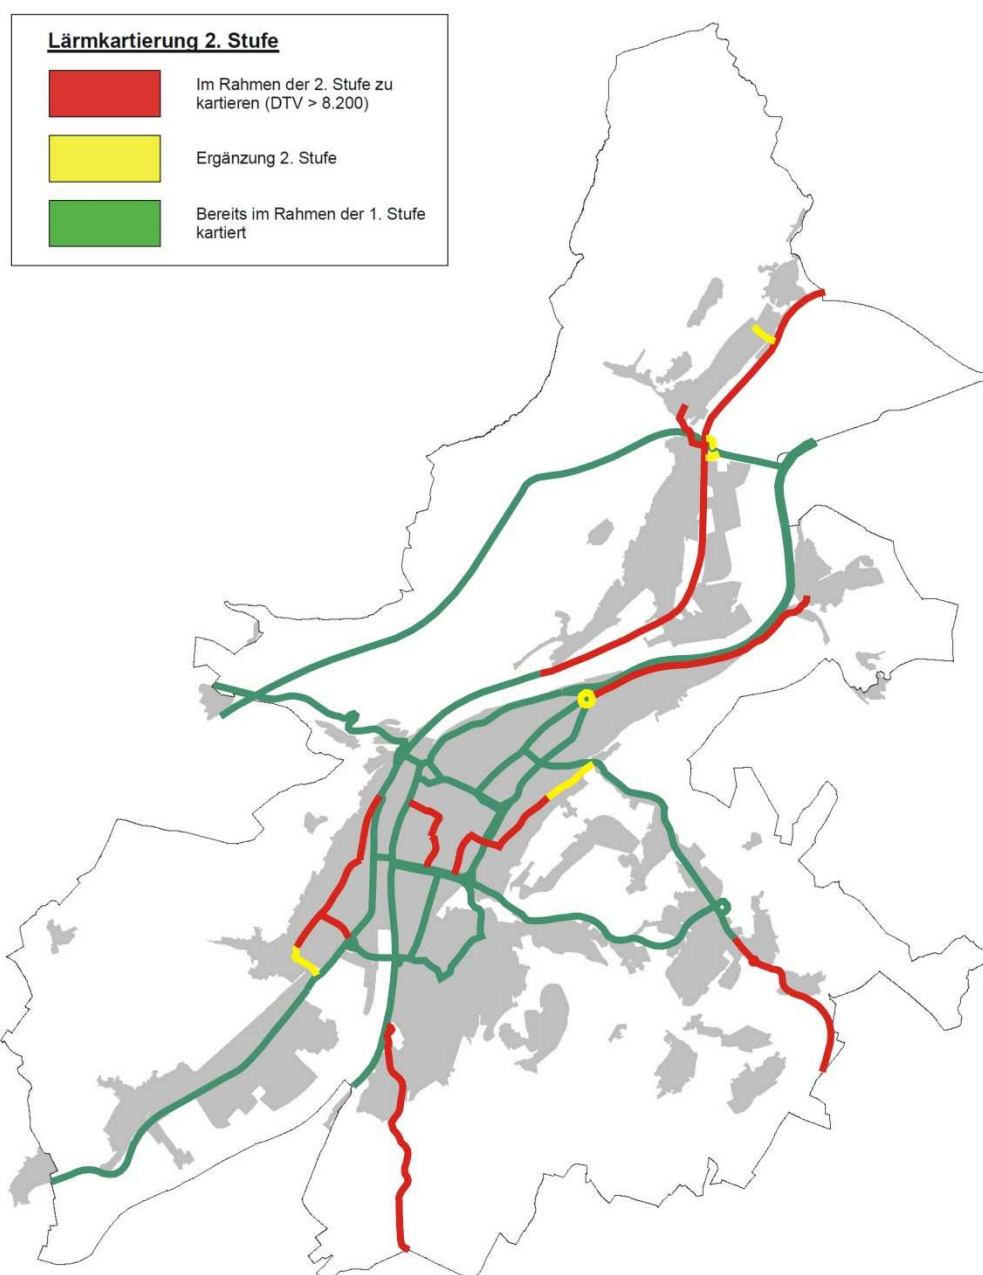 Lärmkartierung 2. Stufe
Im Rahmen der 2. Stufe zu
kartieren (DTV > 8.200)
Ergänzung 2. Stufe
Bereits im Rahmen der 1. Stufe
kartiert